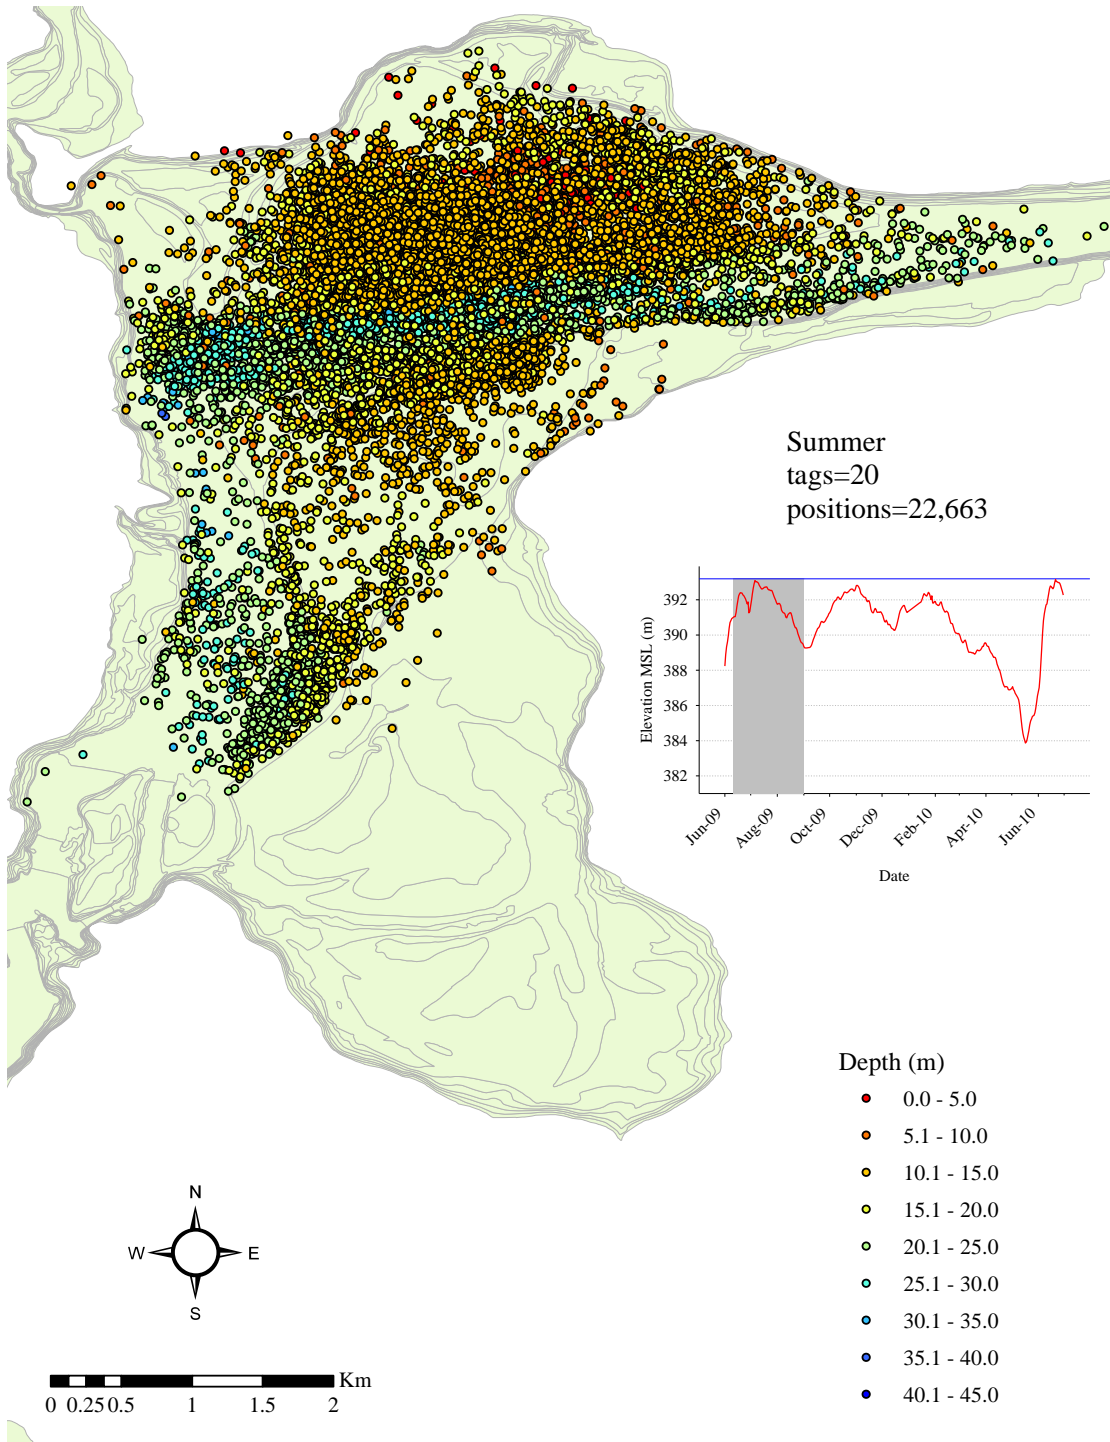 Summer
tags=20
positions=22,663
Elevation MSL (m)
392
390
388
386
384
382
Jun-09
Aug-09
Oct-09
Dec-09
Feb-10
Apr-10
Jun-10
Date
Depth (m)
0.0 - 5.0
5.1 - 10.0
10.1 - 15.0
15.1 - 20.0
20.1 - 25.0
25.1 - 30.0
30.1 - 35.0
35.1 - 40.0
40.1 - 45.0
N
W E
S
Km
0 0.25 0.5 1 1.5 2